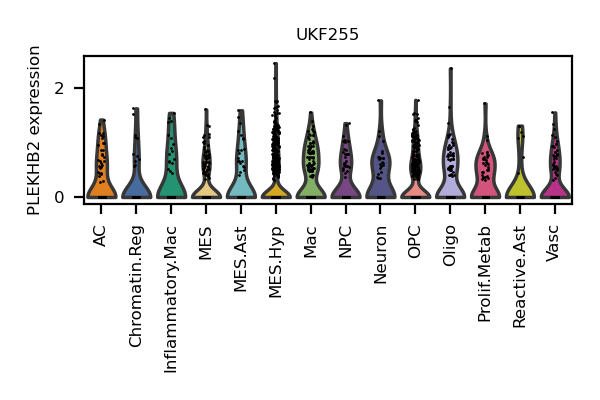 UKF255
PLEKHB2 expression
2
0
AC
Chromatin.Reg
Inflammatory.Mac
MES
MES.Ast
MES.Hyp
Mac
NPC
Neuron
OPC
Oligo
Prolif.Metab
Reactive.Ast
Vasc